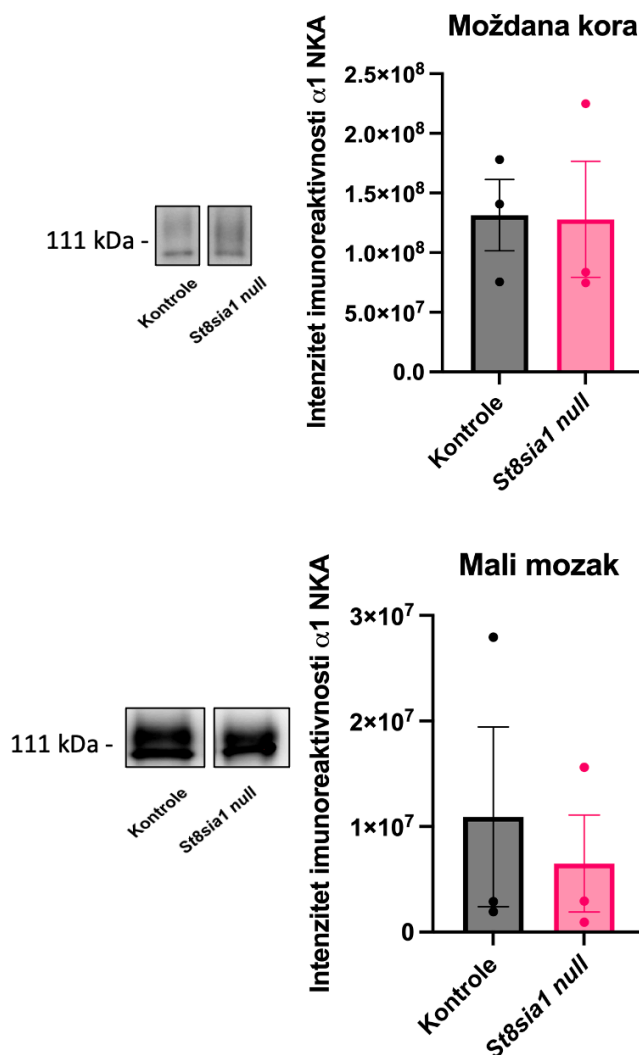 Moždana kora
Intenzitet imunoreaktivnosti α1 NKA
2.5×10⁸
2.0×10⁸
1.5×10⁸
1.0×10⁸
5.0×10⁷
0.0
111 kDa -
Kontrole
St8sia1 null
Kontrole
St8sia1 null
Mali mozak
Intenzitet imunoreaktivnosti α1 NKA
3×10⁷
2×10⁷
1×10⁷
0
111 kDa -
Kontrole
St8sia1 null
Kontrole
St8sia1 null